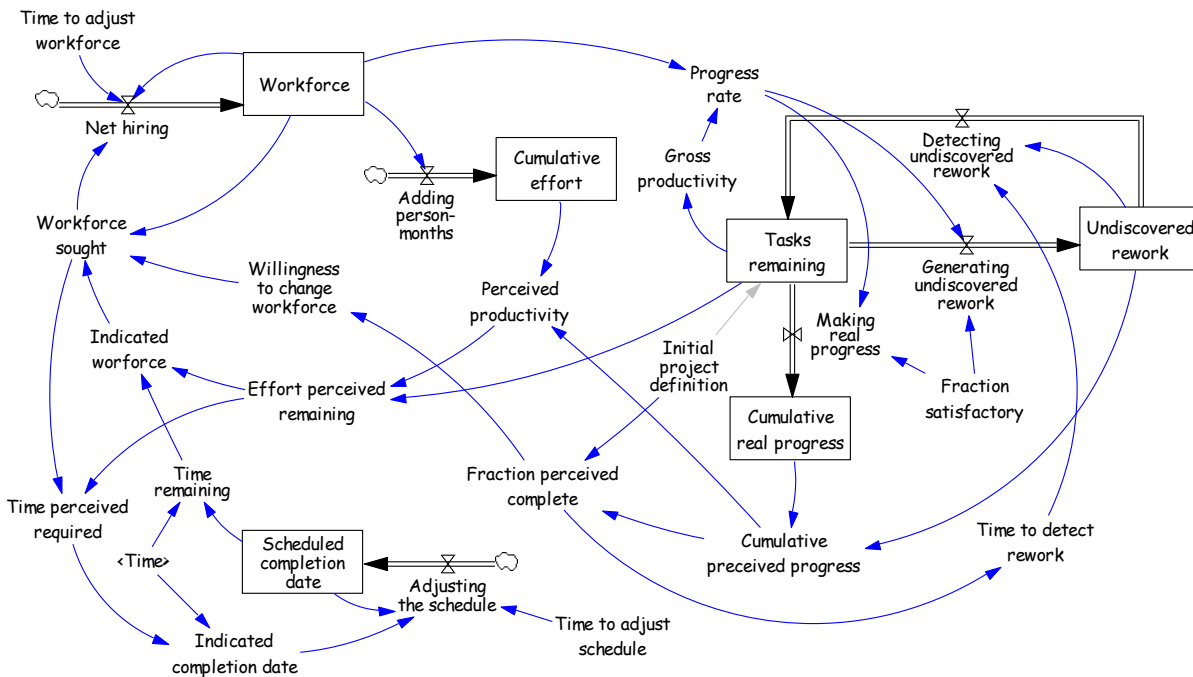 Time to adjust
workforce
Workforce
Net hiring
Progress
rate
Detecting
undiscovered
rework
Cumulative
effort
Gross
productivity
Adding
person-
months
Workforce
sought
Tasks
remaining
Undiscovered
rework
Willingness
to change
workforce
Perceived
productivity
Generating
undiscovered
rework
Making
real
progress
Indicated
worforce
Initial
project
definition
Effort perceived
remaining
Fraction
satisfactory
Cumulative
real progress
Time
remaining
Fraction perceived
complete
Time perceived
required
Time to detect
rework
<Time>
Scheduled
completion
date
Cumulative
preceived progress
Adjusting
the schedule
Indicated
completion date
Time to adjust
schedule